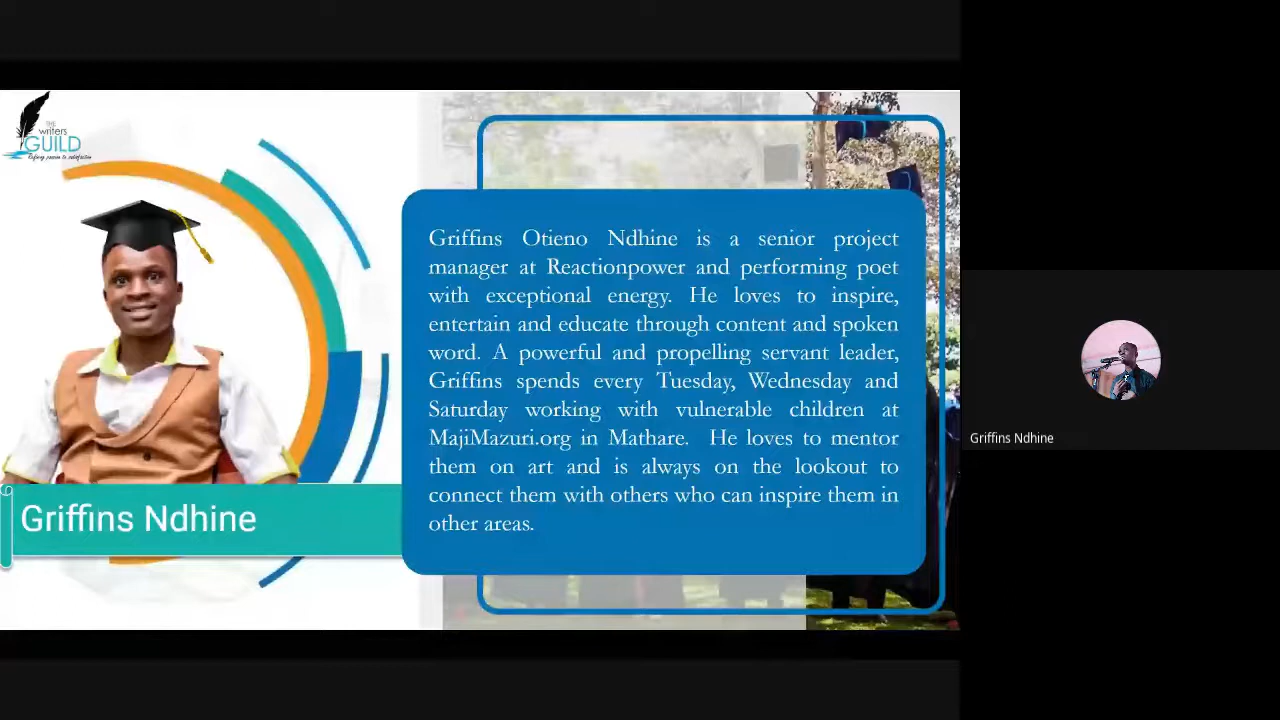 THE
writers
GUILD
Griffins Otieno Ndhine is a senior project
manager at Reactionpower and performing poet
with exceptional energy. He loves to inspire,
entertain and educate through content and spoken
word. A powerful and propelling servant leader,
Griffins spends every Tuesday, Wednesday and
Saturday working with vulnerable children at
MajiMazuri.org in Mathare. He loves to mentor
them on art and is always on the lookout to
connect them with others who can inspire them in
other areas.
Griffins Ndhine
Griffins Ndhine